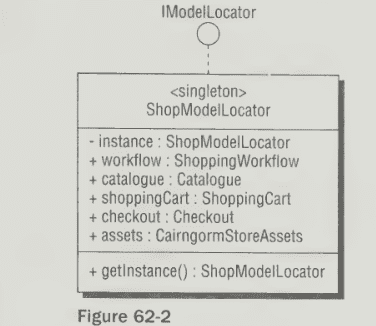 IModelLocator
<singleton>
ShopModelLocator
- instance : ShopModelLocator
+ workflow : ShoppingWorkflow
+ catalogue : Catalogue
+ shoppingCart : ShoppingCart
+ checkout : Checkout
+ assets : CairngormStoreAssets
+ getInstance() : ShopModelLocator
Figure 62-2